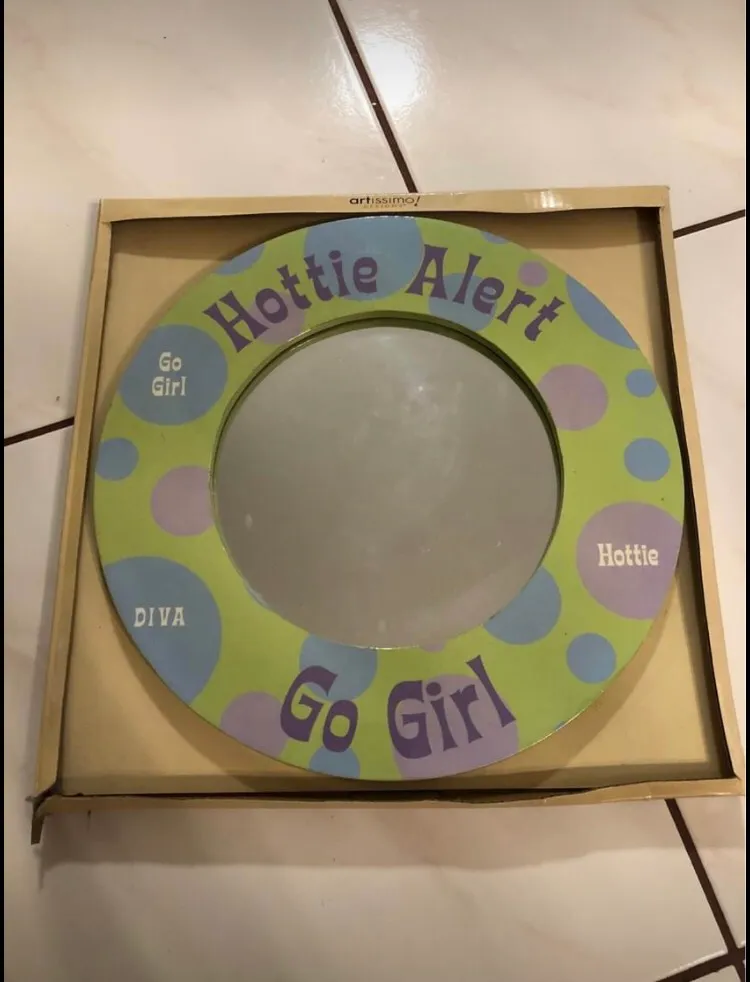 artissimo!
Hottie Alert
Go
Girl
Hottie
DIVA
Go Girl